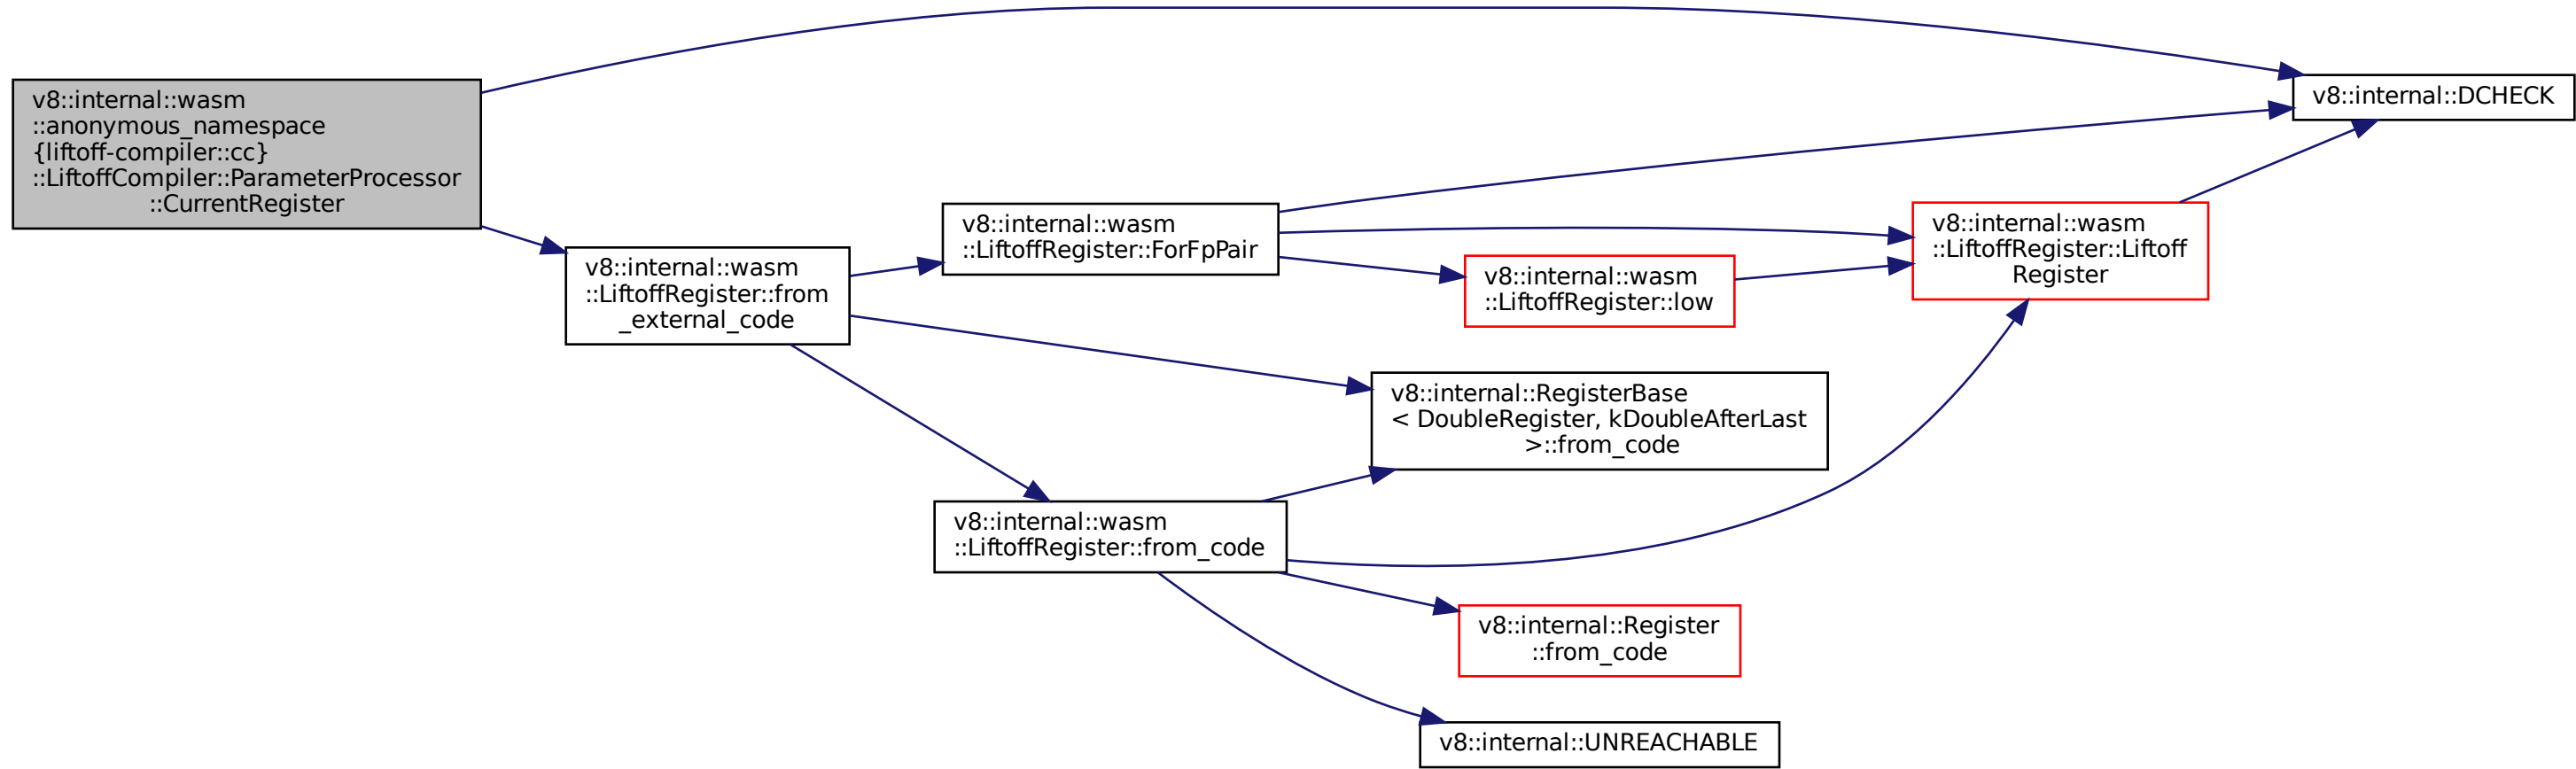 v8::internal::wasm
::anonymous_namespace
{liftoff-compiler::cc}
::LiftoffCompiler::ParameterProcessor
::CurrentRegister
v8::internal::wasm
::LiftoffRegister::from
_external_code
v8::internal::wasm
::LiftoffRegister::ForFpPair
v8::internal::wasm
::LiftoffRegister::low
v8::internal::wasm
::LiftoffRegister::Liftoff
Register
v8::internal::DCHECK
v8::internal::RegisterBase
< DoubleRegister, kDoubleAfterLast
>::from_code
v8::internal::wasm
::LiftoffRegister::from_code
v8::internal::Register
::from_code
v8::internal::UNREACHABLE